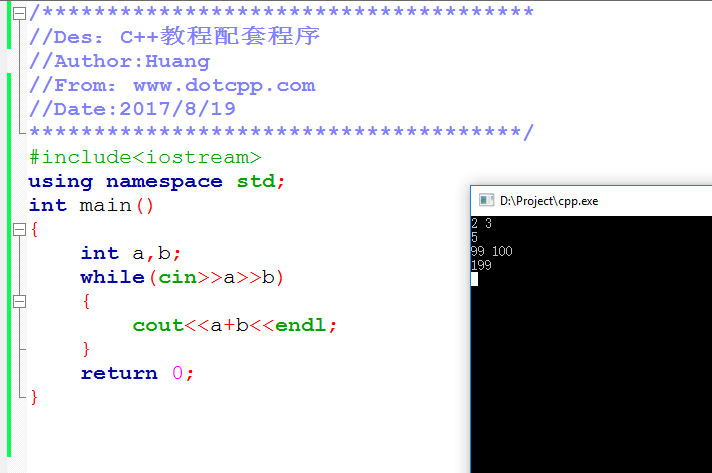 /**************************************
//Des: C++教程配套程序
//Author:Huang
//From: www.dotcpp.com
//Date:2017/8/19
**************************************/
#include<iostream>
using namespace std;
int main()
{
    int a,b;
    while(cin>>a>>b)
    {
        cout<<a+b<<endl;
    }
    return 0;
}
D:\Project\cpp.exe
2 3
5
99 100
199